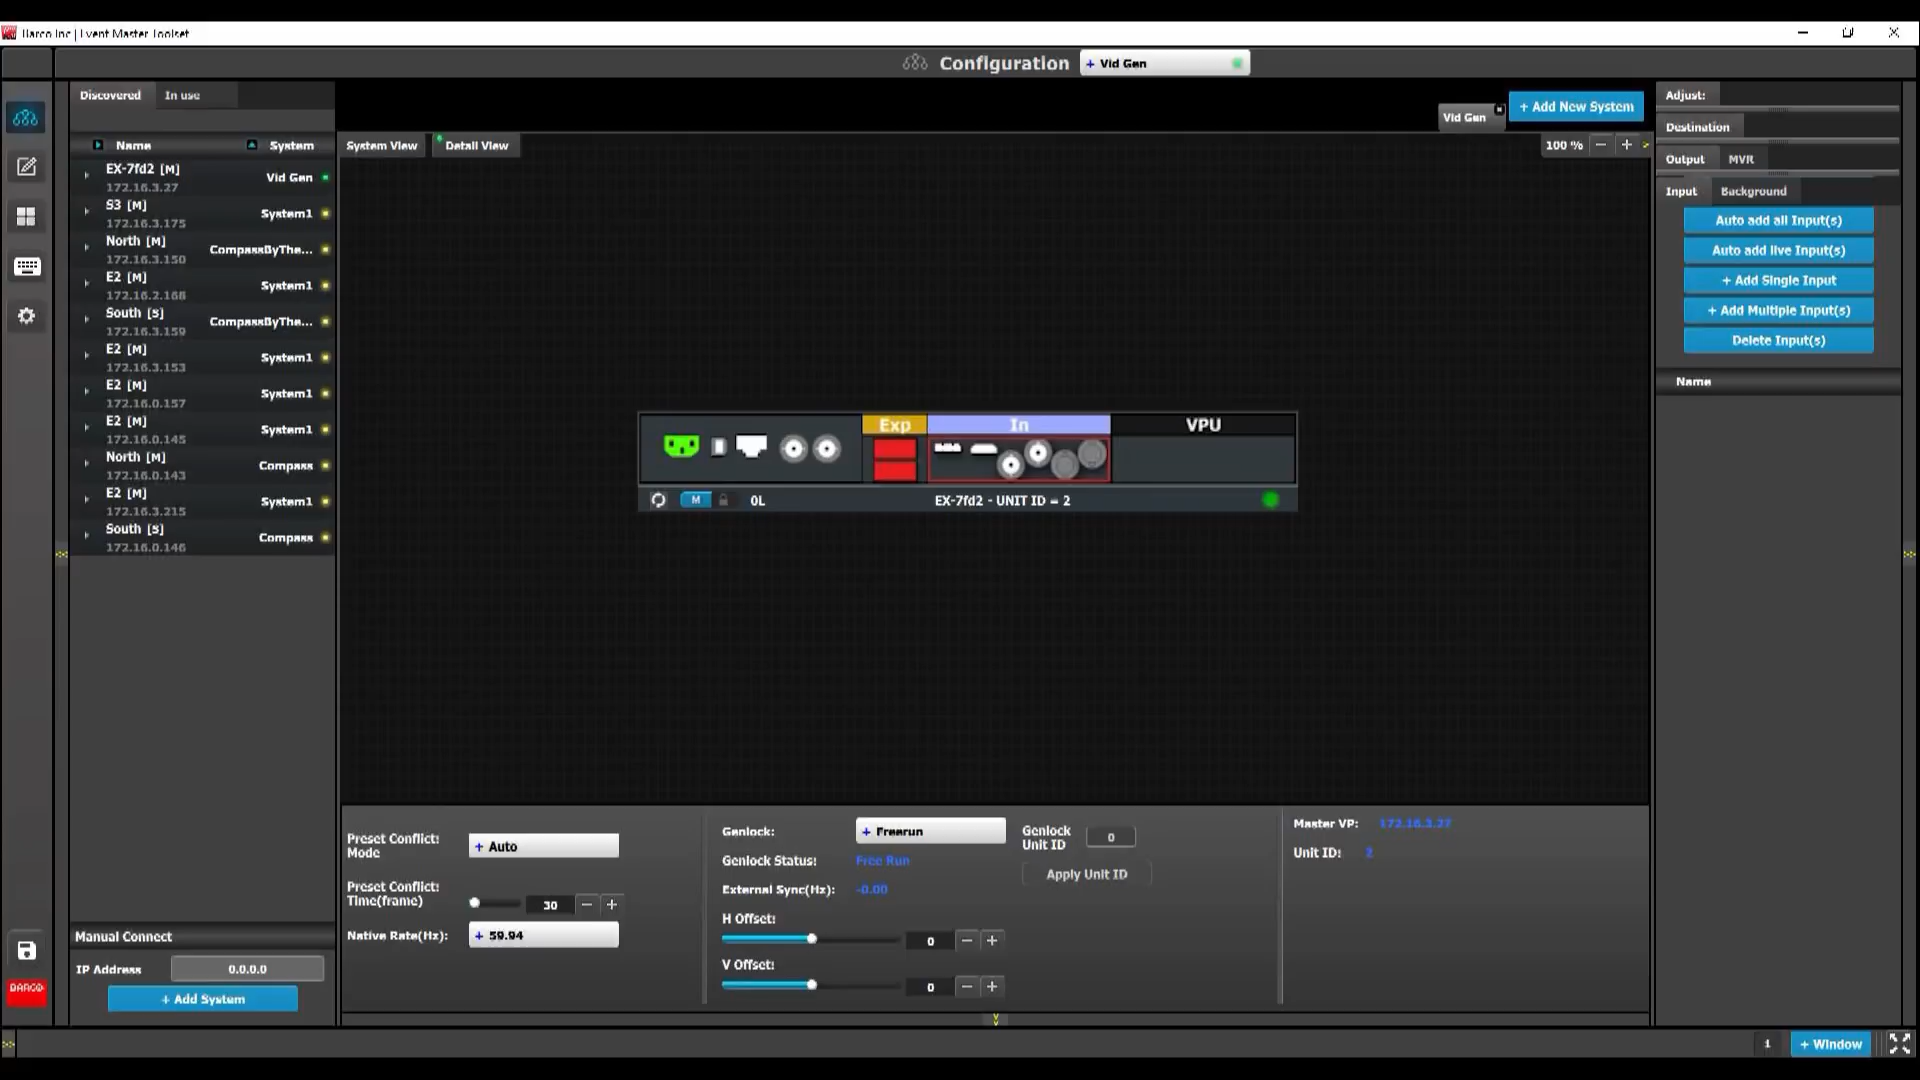 Barco Inc | Event Master Toolset
Configuration
+ Vid Gen
Discovered
In use
Name
System
EX-7fd2 [M]
172.16.3.27
Vid Gen
S3 [M]
172.16.3.175
System1
North [M]
172.16.3.150
CompassByThe...
E2 [M]
172.16.2.168
System1
South [S]
172.16.3.159
CompassByThe...
E2 [M]
172.16.3.153
System1
E2 [M]
172.16.0.157
System1
E2 [M]
172.16.0.145
System1
North [M]
172.16.0.143
Compass
E2 [M]
172.16.3.215
System1
South [S]
172.16.0.146
Compass
Manual Connect
IP Address
0.0.0.0
+ Add System
BARCO
System View
Detail View
Vid Gen
+ Add New System
100 %
Exp
In
VPU
M
0L
EX-7fd2 - UNIT ID = 2
Preset Conflict:
Mode
+ Auto
Preset Conflict:
Time(frame)
30
Native Rate(Hz):
+ 59.94
Genlock:
+ Freerun
Genlock Status:
Free Run
External Sync(Hz):
-0.00
H Offset:
0
V Offset:
0
Genlock
Unit ID
0
Apply Unit ID
Master VP:
172.16.3.27
Unit ID:
2
Adjust:
Destination
Output
MVR
Input
Background
Auto add all Input(s)
Auto add live Input(s)
+ Add Single Input
+ Add Multiple Input(s)
Delete Input(s)
Name
1
+ Window